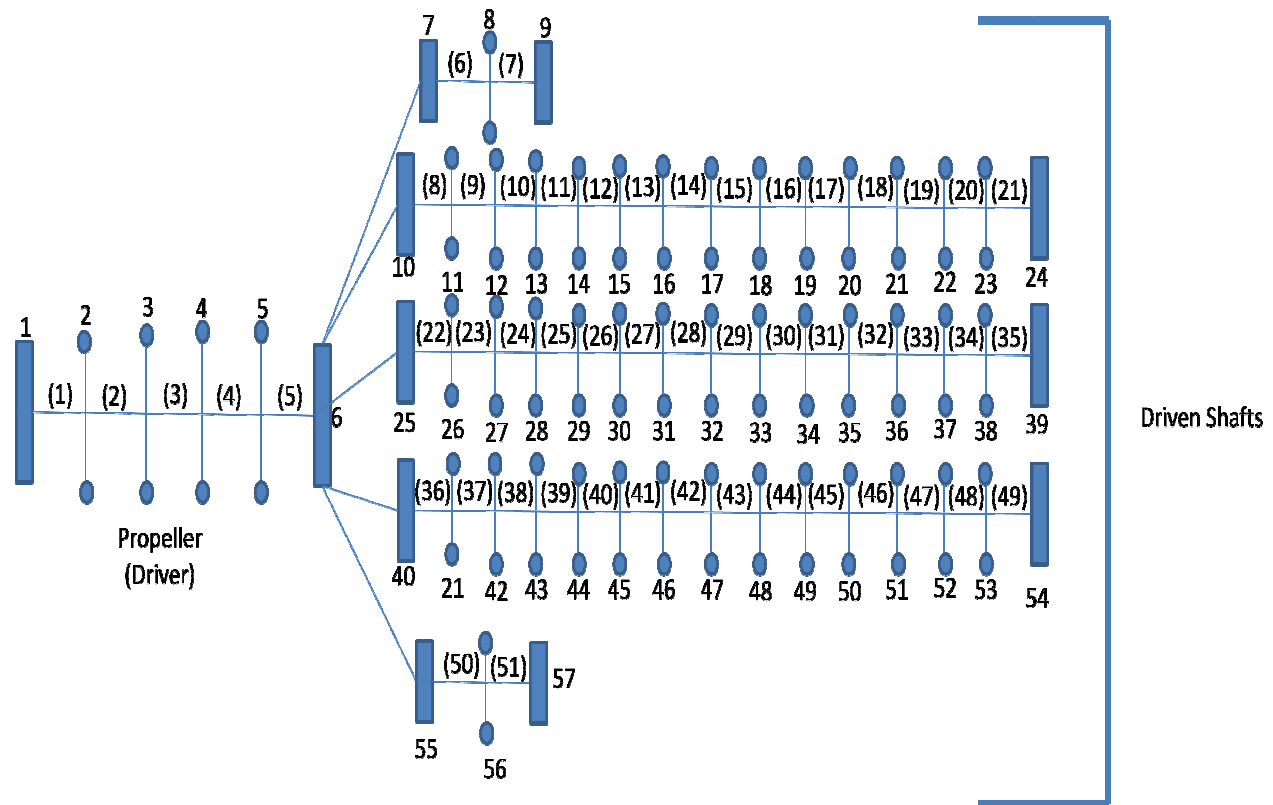 7 8 9
(6) (7)
(8) (9) (10) (11) (12) (13) (14) (15) (16) (17) (18) (19) (20) (21)
10 11 12 13 14 15 16 17 18 19 20 21 22 23 24
1 2 3 4 5
(1) (2) (3) (4) (5) 6
(22) (23) (24) (25) (26) (27) (28) (29) (30) (31) (32) (33) (34) (35)
25 26 27 28 29 30 31 32 33 34 35 36 37 38 39
Driven Shafts
(36) (37) (38) (39) (40) (41) (42) (43) (44) (45) (46) (47) (48) (49)
40 21 42 43 44 45 46 47 48 49 50 51 52 53 54
Propeller
(Driver)
(50) (51) 57
55 56